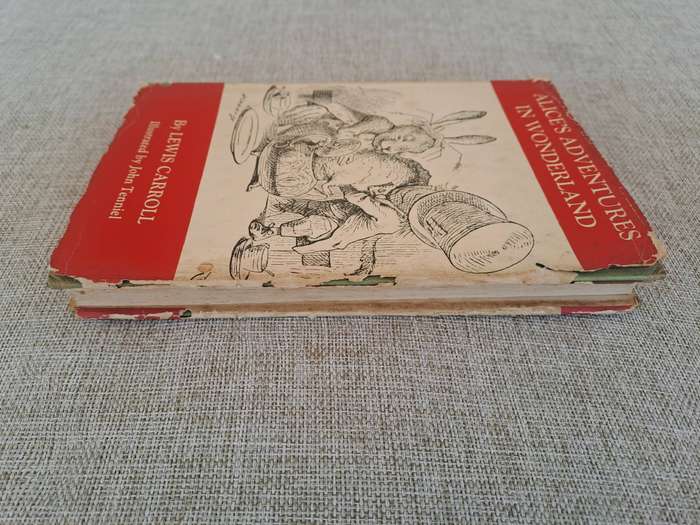 ALICE'S ADVENTURES
IN WONDERLAND
By LEWIS CARROLL
Illustrated by John Tenniel